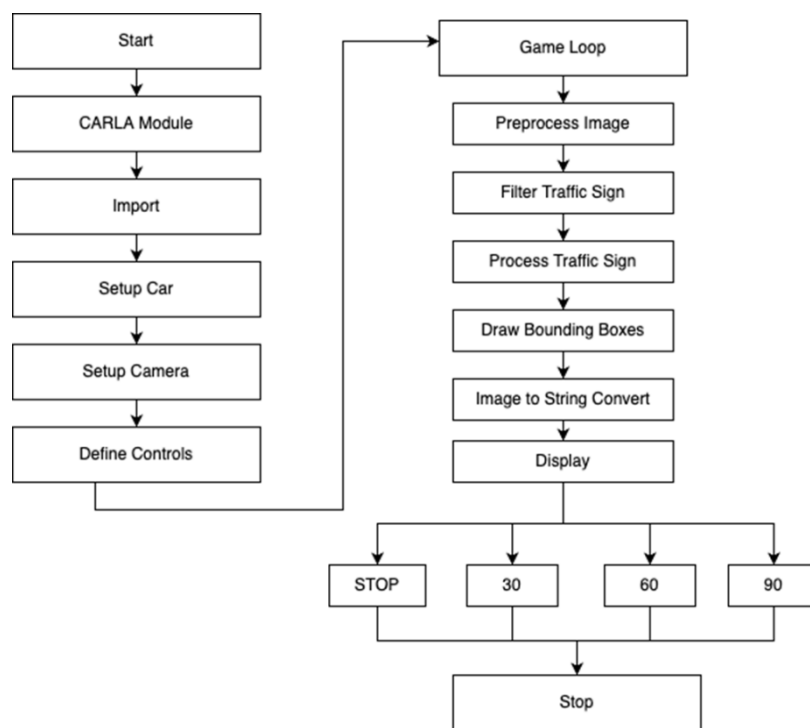 Start
CARLA Module
Import
Setup Car
Setup Camera
Define Controls
Game Loop
Preprocess Image
Filter Traffic Sign
Process Traffic Sign
Draw Bounding Boxes
Image to String Convert
Display
STOP
30
60
90
Stop